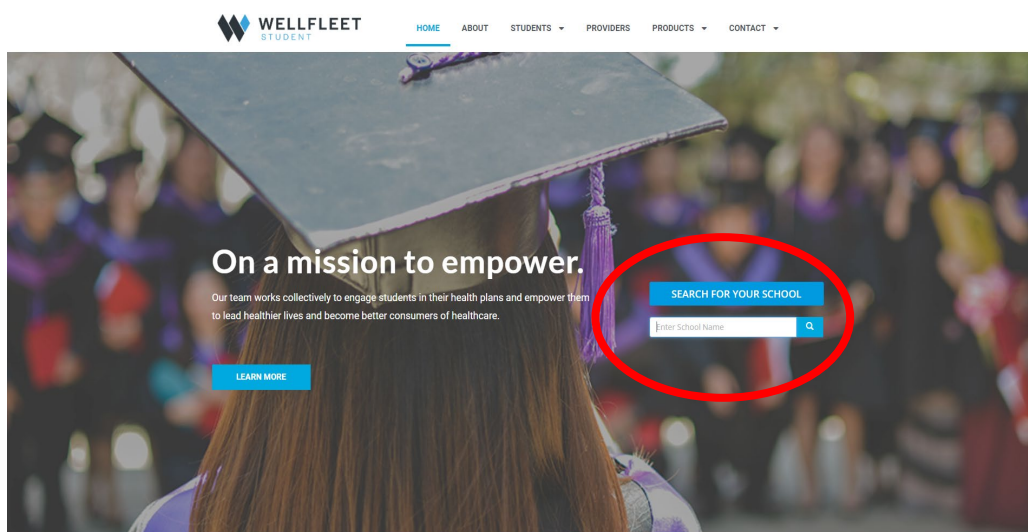 WELLFLEET
STUDENT
HOME ABOUT STUDENTS PROVIDERS PRODUCTS CONTACT
On a mission to empower.
Our team works collectively to engage students in their health plans and empower them
to lead healthier lives and become better consumers of healthcare.
LEARN MORE
SEARCH FOR YOUR SCHOOL
Enter School Name